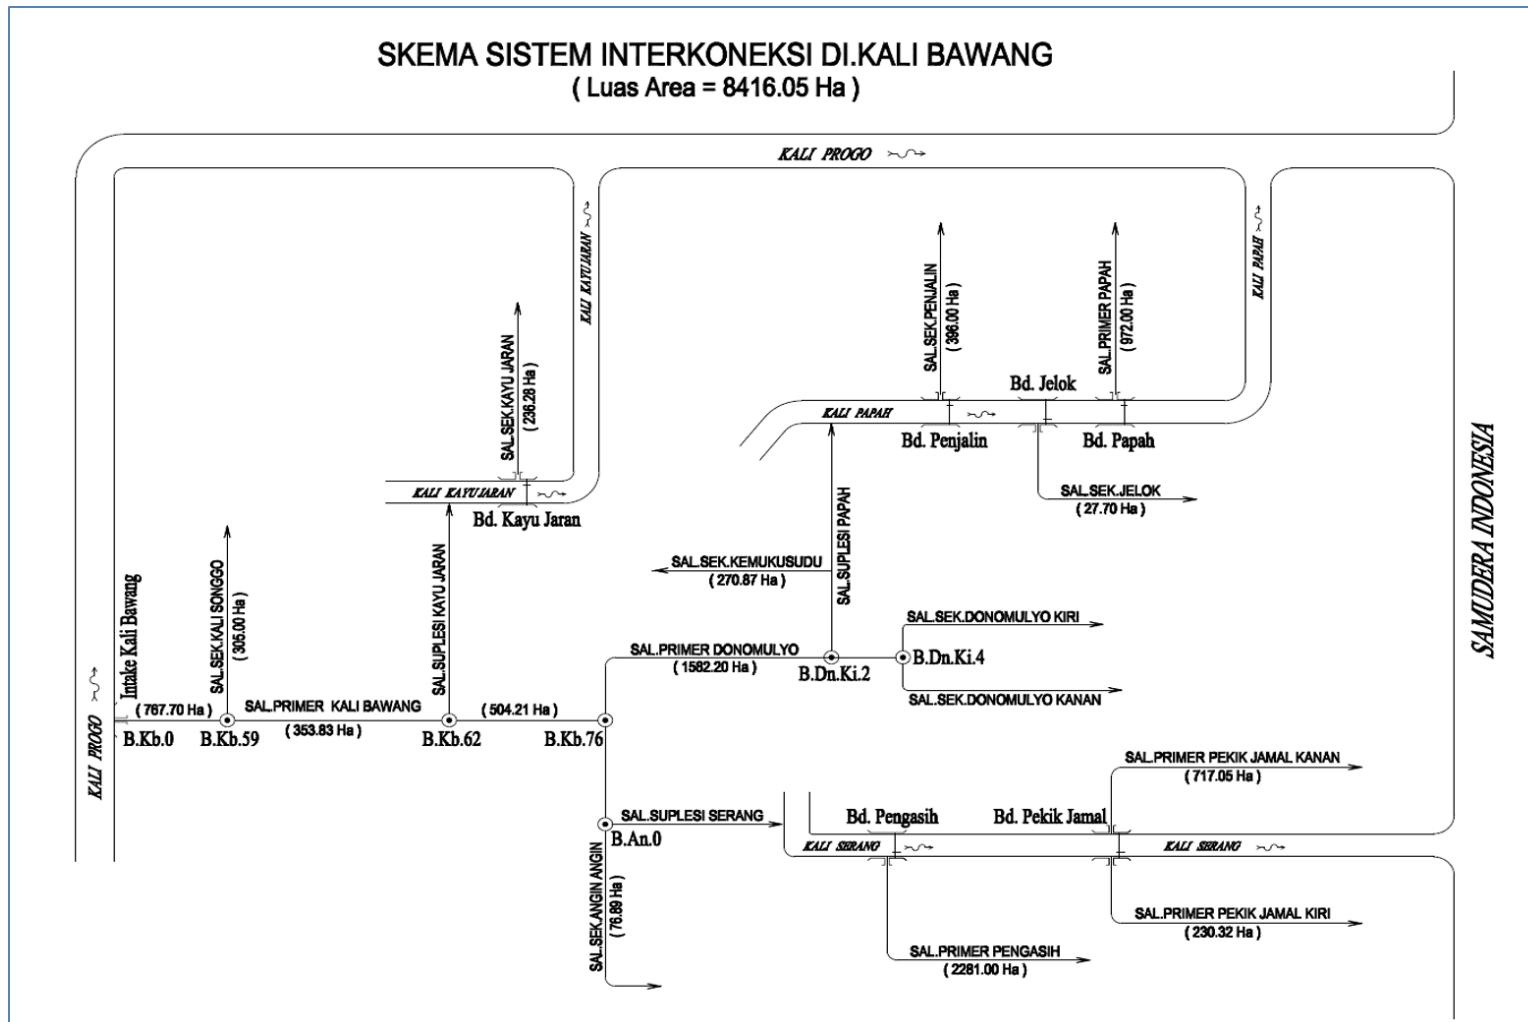 SKEMA SISTEM INTERKONEKSI DI.KALI BAWANG
( Luas Area = 8416.05 Ha )
KALI PROGO
KALI KAYUJARAN
KALI PAPAH
SAL.SEK.PENJALIN
( 396.00 Ha )
SAL.PRIMER PAPAH
( 972.00 Ha )
SAL.SEK.KAYU JARAN
( 236.28 Ha )
Bd. Jelok
KALI PAPAH
Bd. Penjalin
Bd. Papah
SAMUDERA INDONESIA
KALI KAYUJARAN
Bd. Kayu Jaran
SAL.SEK.JELOK
( 27.70 Ha )
SAL.SUPLESI PAPAH
SAL.SEK.KEMUKUSUDU
( 270.87 Ha )
Intake Kali Bawang
SAL.SEK.KALI SONGGO
( 305.00 Ha )
SAL.SUPLESI KAYU JARAN
SAL.SEK.DONOMULYO KIRI
SAL.PRIMER DONOMULYO
( 1582.20 Ha )
B.Dn.Ki.2
B.Dn.Ki.4
SAL.SEK.DONOMULYO KANAN
KALI PROGO
( 767.70 Ha )
SAL.PRIMER KALI BAWANG
( 353.83 Ha )
( 504.21 Ha )
B.Kb.0
B.Kb.59
B.Kb.62
B.Kb.76
SAL.PRIMER PEKIK JAMAL KANAN
( 717.05 Ha )
SAL.SUPLESI SERANG
B.An.0
Bd. Pengasih
Bd. Pekik Jamal
KALI SERANG
KALI SERANG
SAL.SEK.ANGIN ANGIN
( 76.89 Ha )
SAL.PRIMER PEKIK JAMAL KIRI
( 230.32 Ha )
SAL.PRIMER PENGASIH
( 2281.00 Ha )